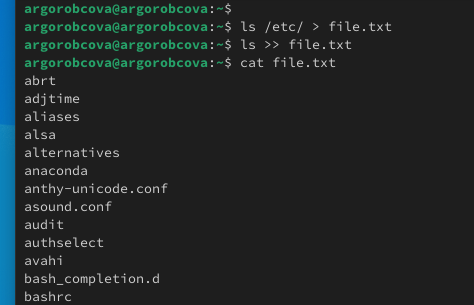 argorobcova@argorobcova:~$
argorobcova@argorobcova:~$ ls /etc/ > file.txt
argorobcova@argorobcova:~$ ls >> file.txt
argorobcova@argorobcova:~$ cat file.txt
abrt
adjtime
aliases
alsa
alternatives
anaconda
anthy-unicode.conf
asound.conf
audit
authselect
avahi
bash_completion.d
bashrc